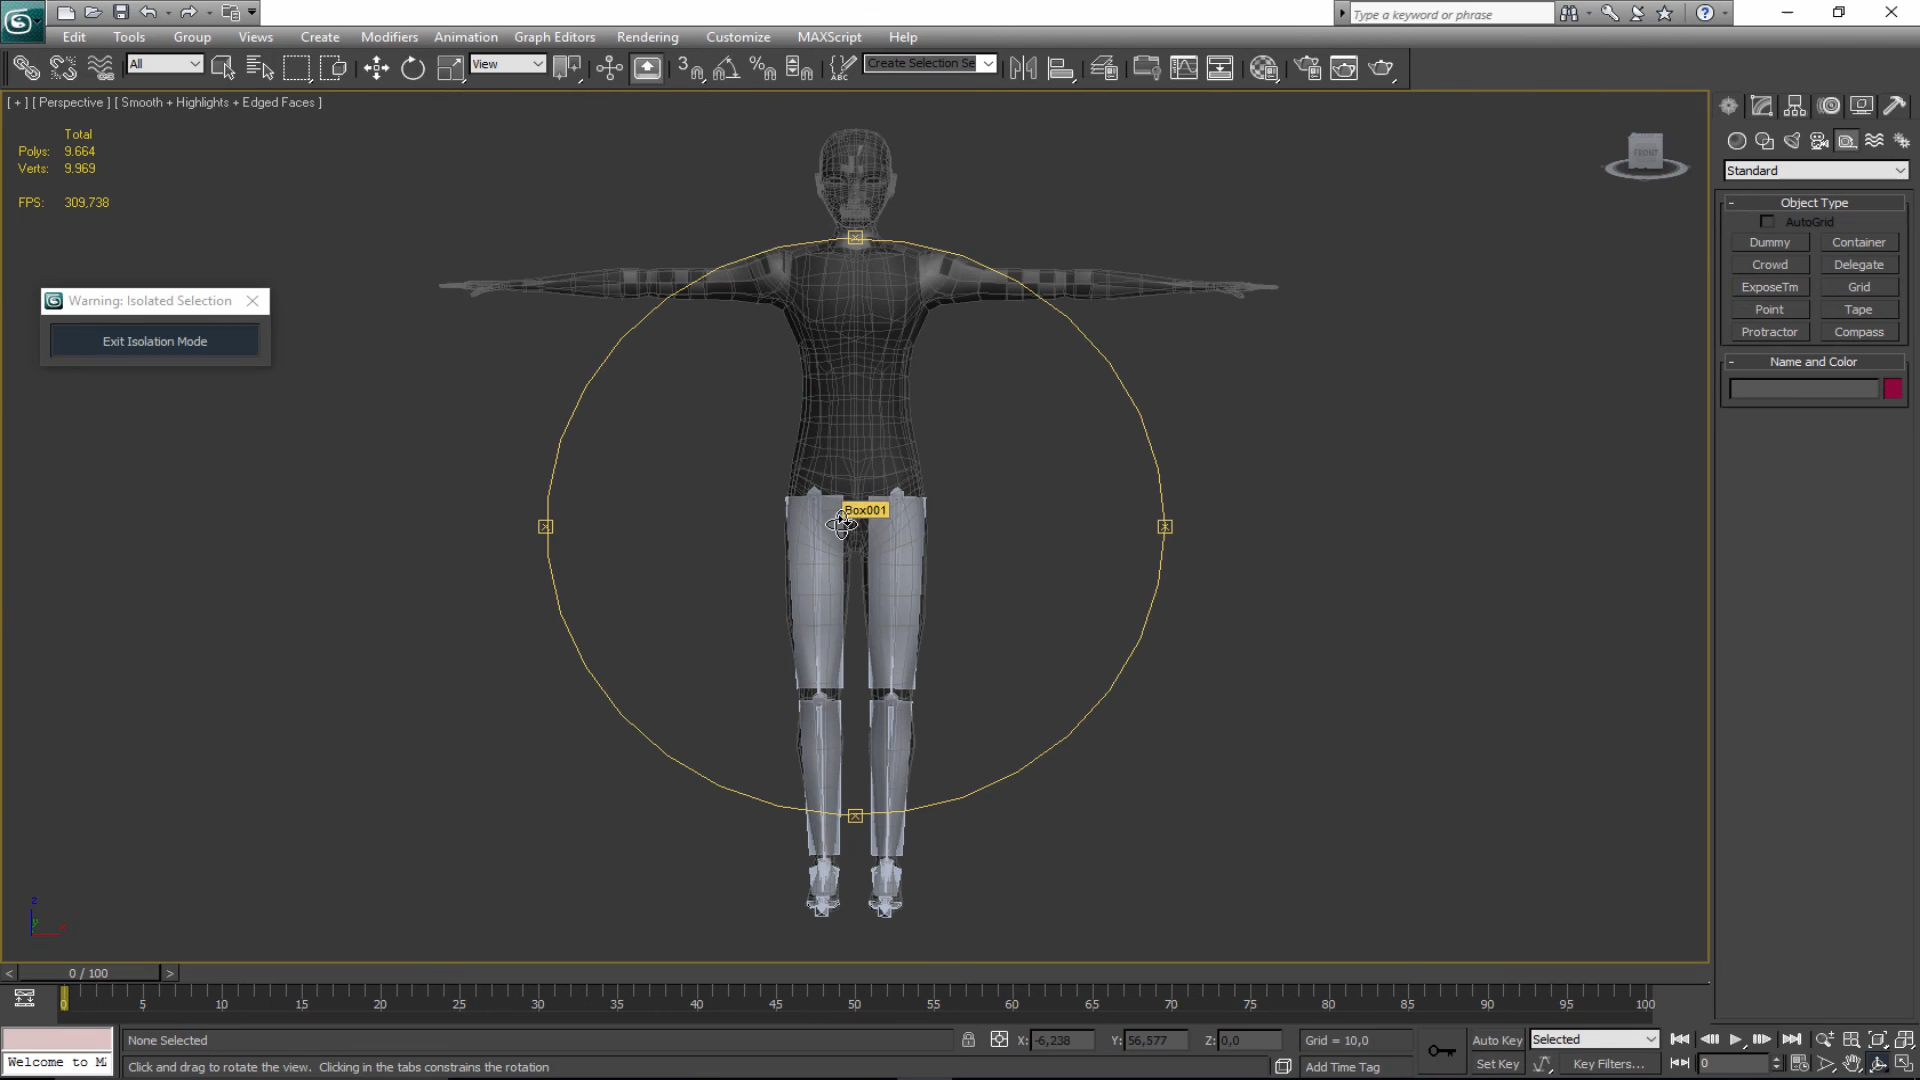 Type a keyword or phrase
Edit Tools Group Views Create Modifiers Animation Graph Editors Rendering Customize MAXScript Help
All View 3 ABC Create Selection Se
[ + ] [ Perspective ] [ Smooth + Highlights + Edged Faces ]
Total
Polys: 9.664
Verts: 9.969
FPS: 309,738
FRONT
Standard
Object Type
AutoGrid
Dummy Container
Crowd Delegate
ExposeTm Grid
Point Tape
Protractor Compass
Name and Color
Warning: Isolated Selection
Exit Isolation Mode
Box001
z
y
x
< 0 / 100 >
0 5 10 15 20 25 30 35 40 45 50 55 60 65 70 75 80 85 90 95 100
None Selected X: -6,238 Y: 56,577 Z: 0,0 Grid = 10,0 Auto Key Selected
Welcome to M Click and drag to rotate the view. Clicking in the tabs constrains the rotation Add Time Tag Set Key Key Filters... 0